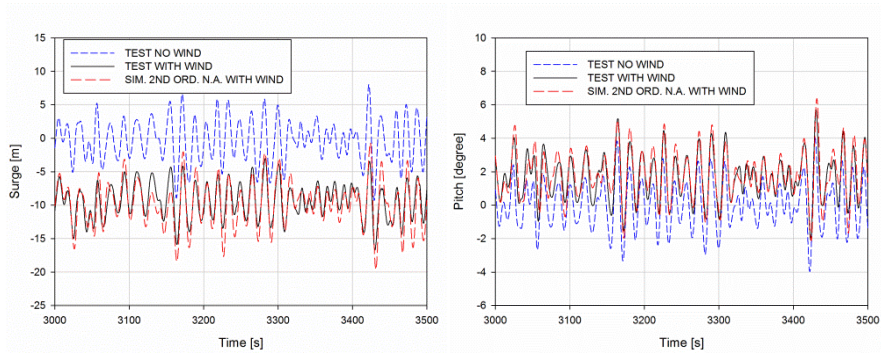 15
10
5
0
-5
-10
-15
-20
-25
Surge [m]
TEST NO WIND
TEST WITH WIND
SIM. 2ND ORD. N.A. WITH WIND
3000 3100 3200 3300 3400 3500
Time [s]
10
8
6
4
2
0
-2
-4
-6
Pitch [degree]
TEST NO WIND
TEST WITH WIND
SIM. 2ND ORD. N.A. WITH WIND
3000 3100 3200 3300 3400 3500
Time [s]